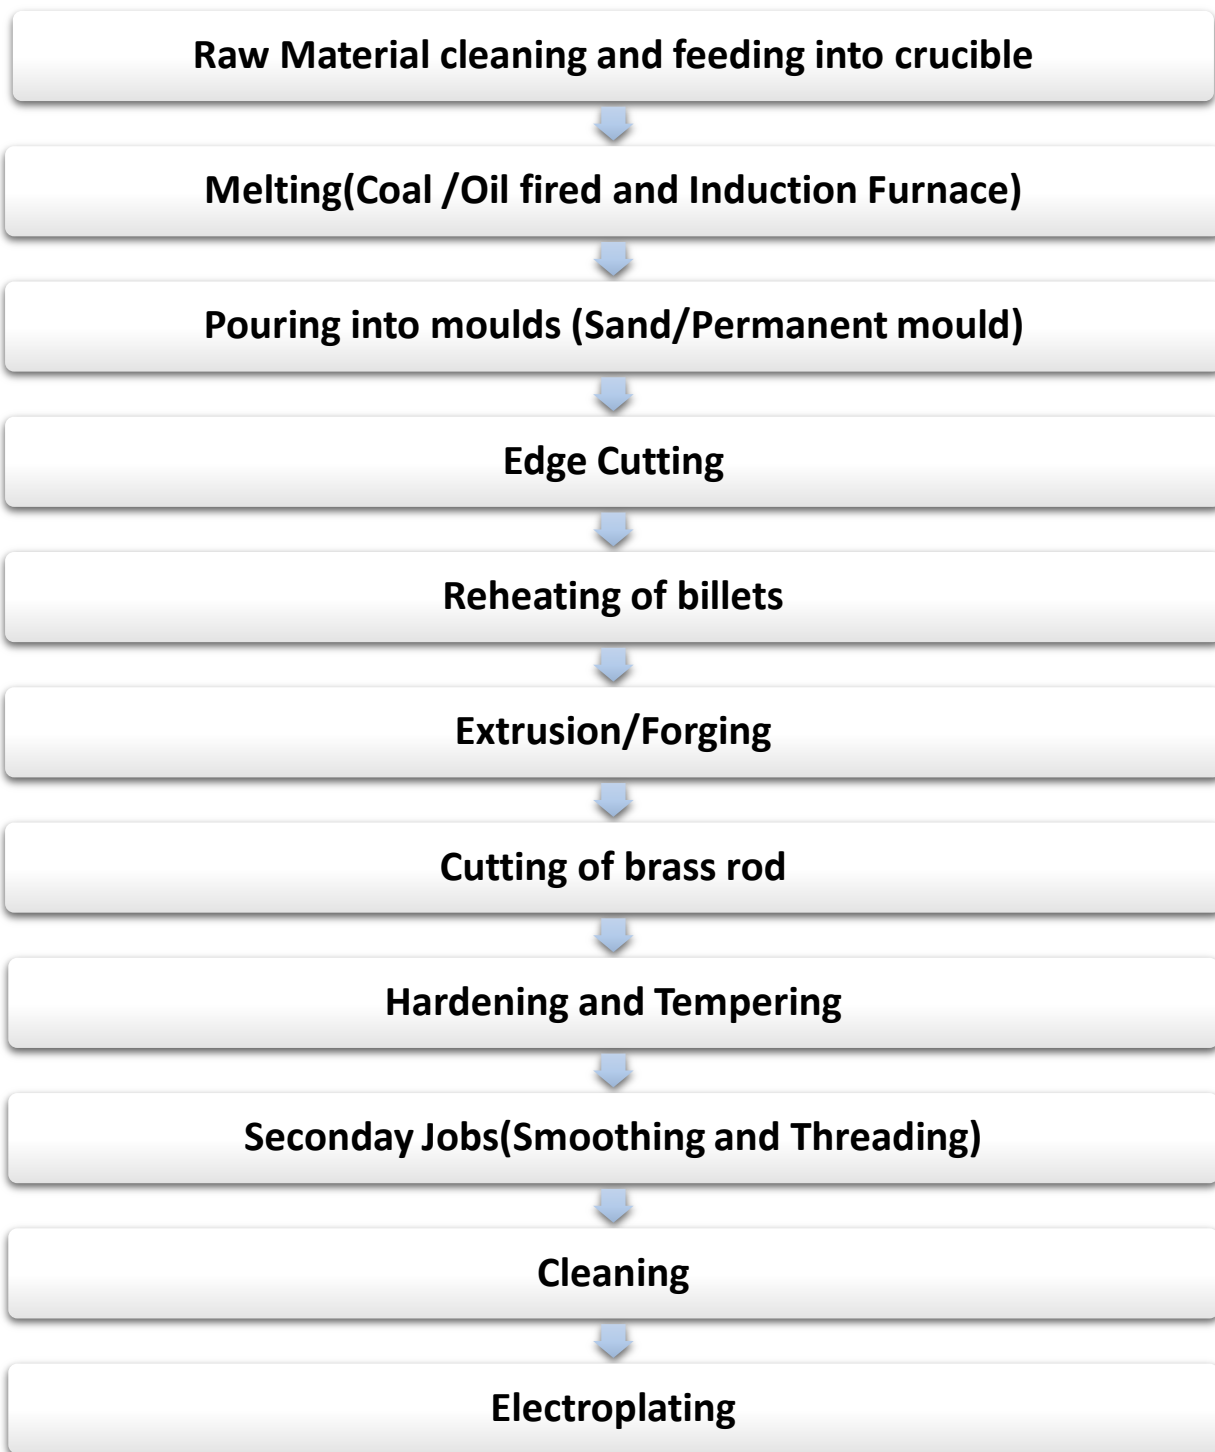 Raw Material cleaning and feeding into crucible
Melting(Coal /Oil fired and Induction Furnace)
Pouring into moulds (Sand/Permanent mould)
Edge Cutting
Reheating of billets
Extrusion/Forging
Cutting of brass rod
Hardening and Tempering
Seconday Jobs(Smoothing and Threading)
Cleaning
Electroplating